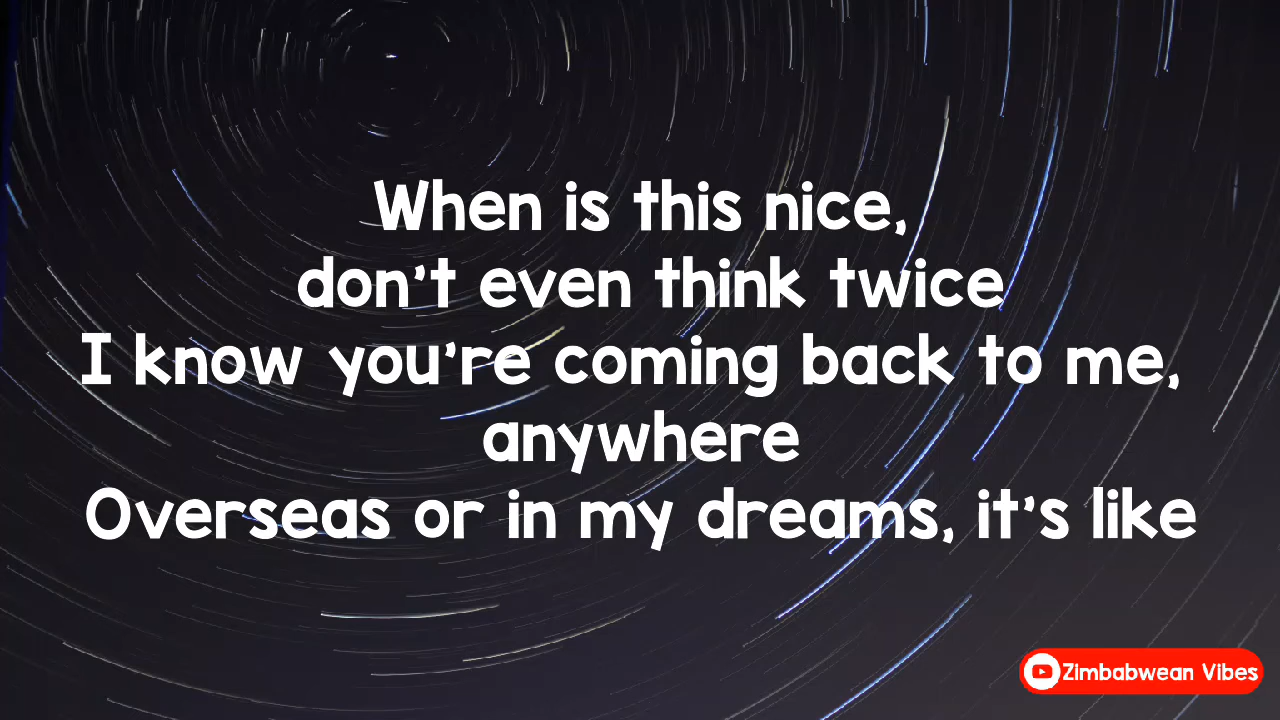 When is this nice,
don't even think twice
I know you're coming back to me,
anywhere
Overseas or in my dreams, it's like
Zimbabwean Vibes